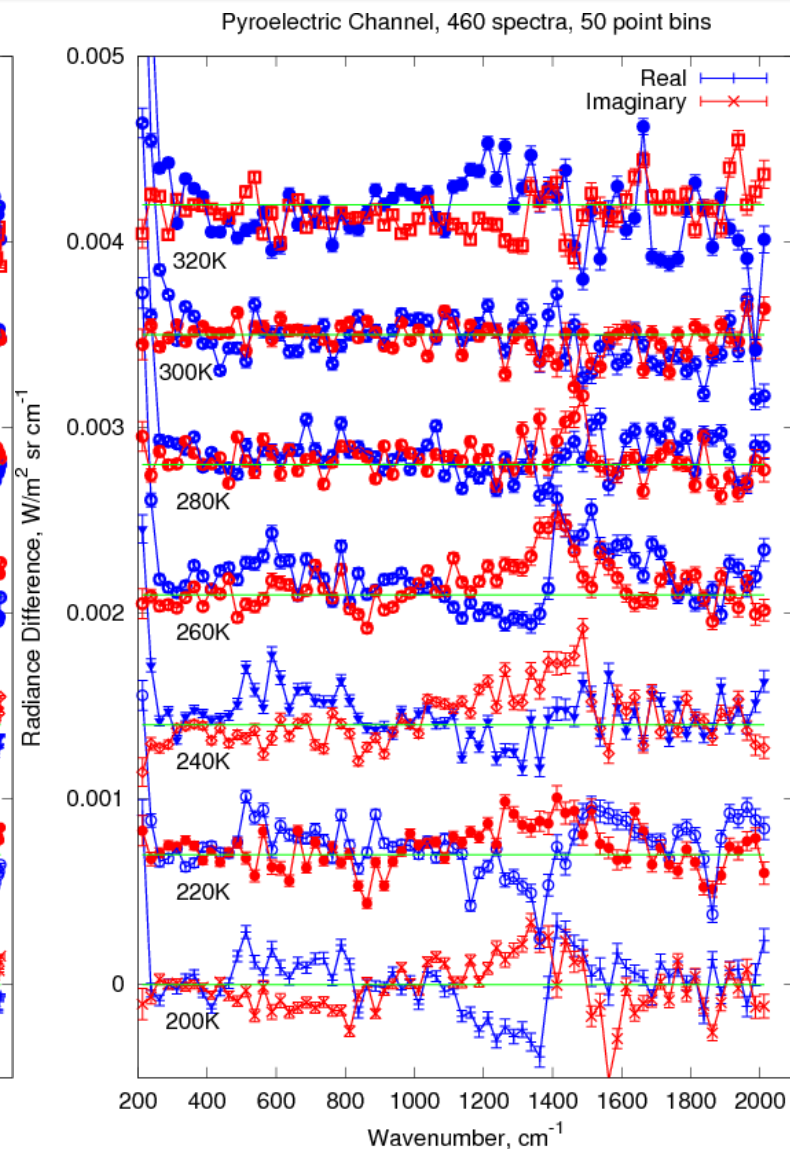 Pyroelectric Channel, 460 spectra, 50 point bins
0.005
Real
Imaginary
320K
0.004
300K
0.003
280K
260K
0.002
240K
0.001
220K
0
200K
Radiance Difference, W/m² sr cm⁻¹
200 400 600 800 1000 1200 1400 1600 1800 2000
Wavenumber, cm⁻¹